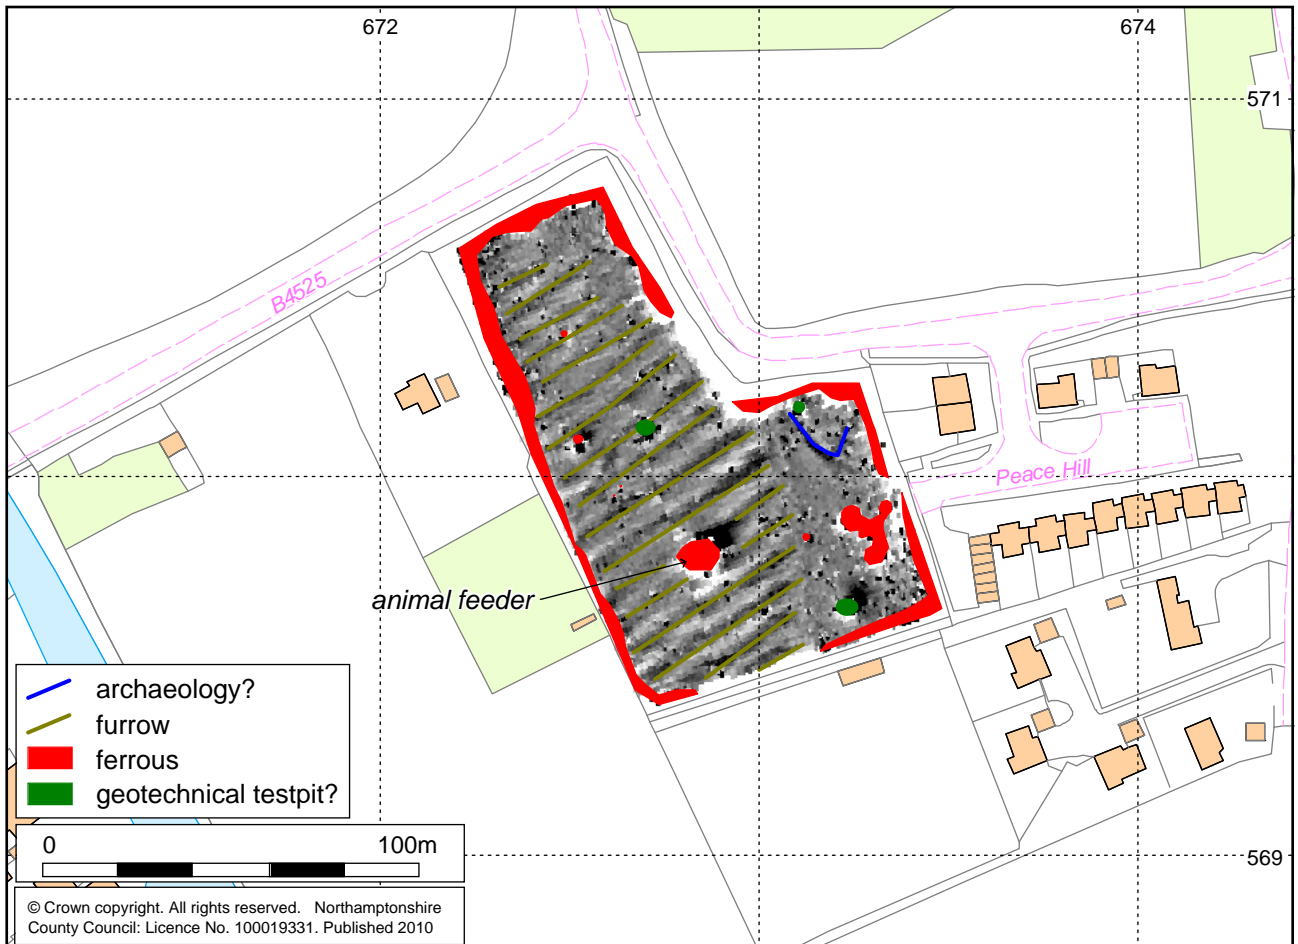 672
674
571
B4525
Peace Hill
animal feeder
archaeology?
furrow
ferrous
geotechnical testpit?
0 100m
569
© Crown copyright. All rights reserved. Northamptonshire
County Council: Licence No. 100019331. Published 2010